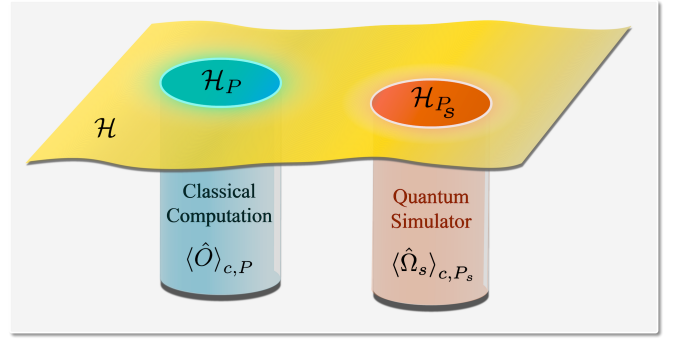 ℋ_P
ℋ_{P_s}
ℋ
Classical
Computation
⟨Ô⟩_{c,P}
Quantum
Simulator
⟨Ω̂_s⟩_{c,P_s}